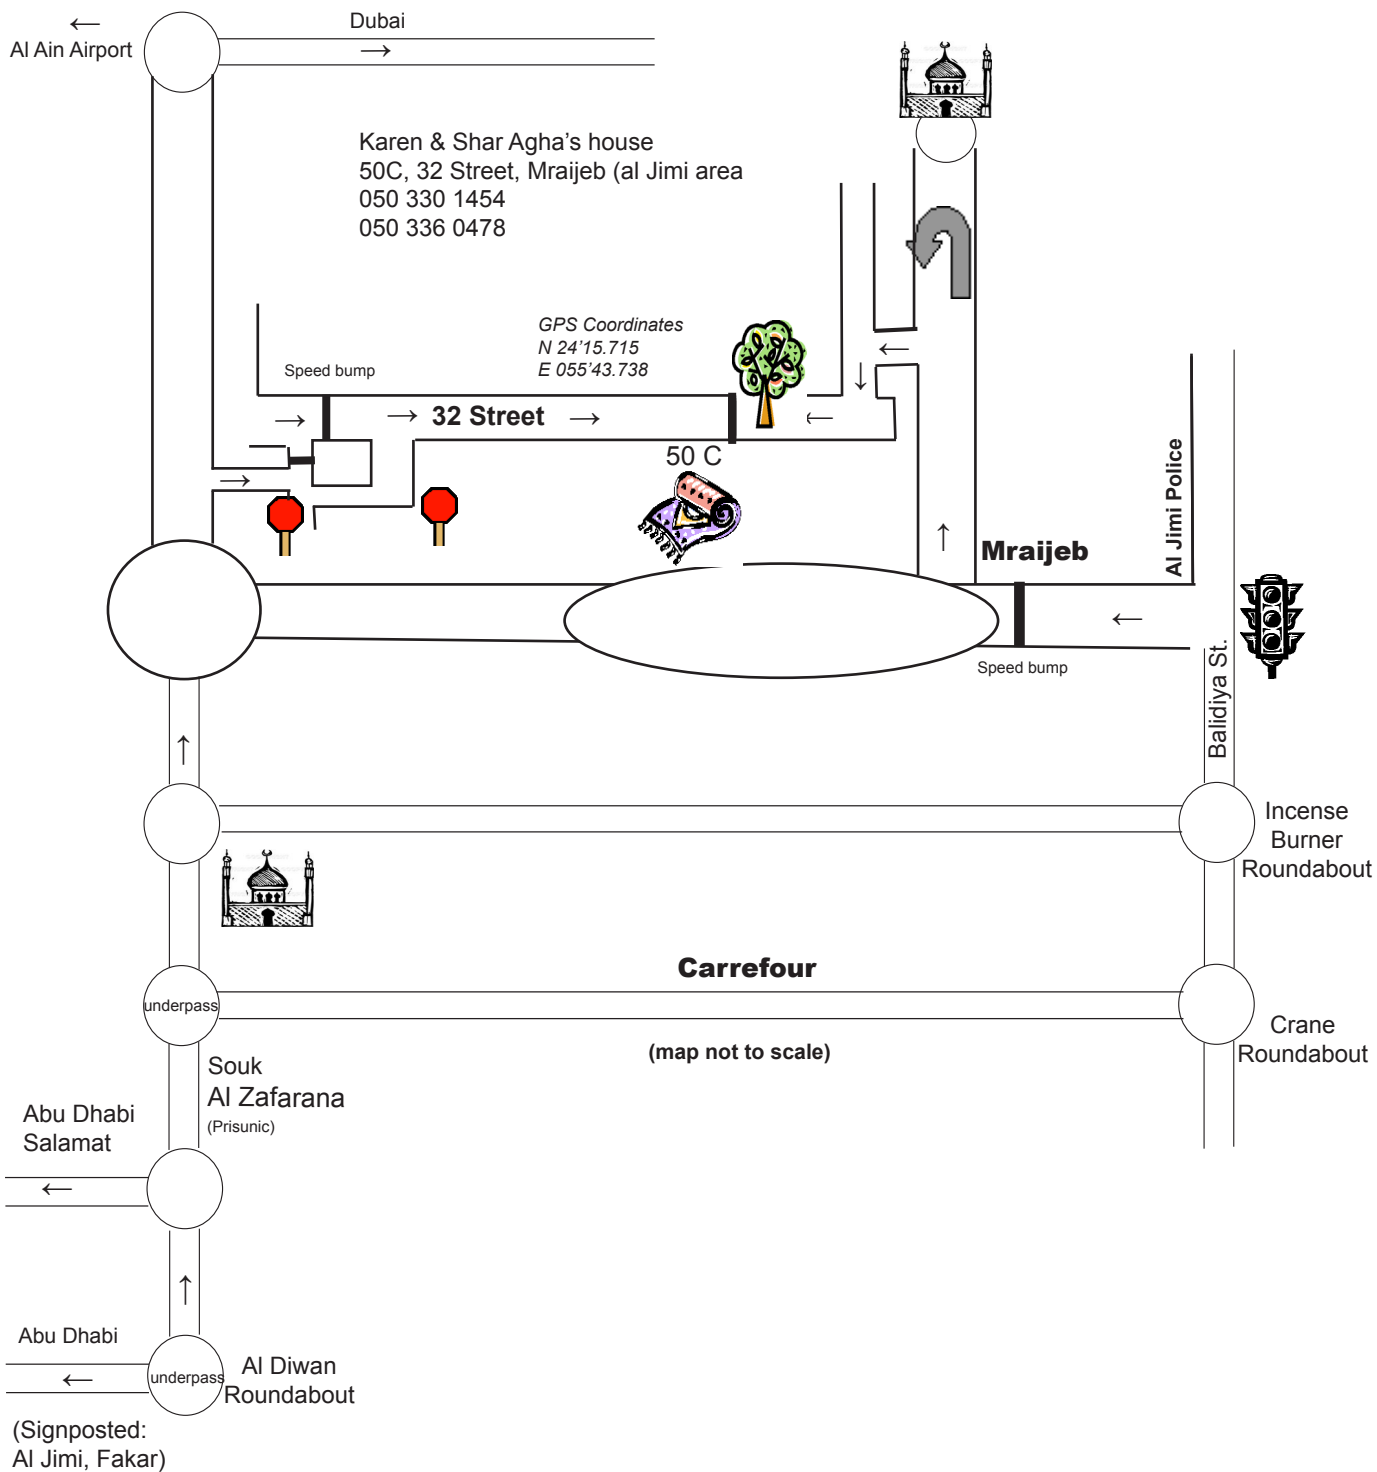 ←
Al Ain Airport
Dubai
→
Karen & Shar Agha's house
50C, 32 Street, Mraijeb (al Jimi area
050 330 1454
050 336 0478
GPS Coordinates
N 24'15.715
E 055'43.738
Speed bump
←
↓
→
→
32 Street
→
←
50 C
→
Al Jimi Police
↑
Mraijeb
←
Speed bump
Balidiya St.
↑
Incense
Burner
Roundabout
Carrefour
underpass
(map not to scale)
Crane
Roundabout
Souk
Al Zafarana
(Prisunic)
Abu Dhabi
Salamat
←
↑
Abu Dhabi
←
underpass
Al Diwan
Roundabout
(Signposted:
Al Jimi, Fakar)